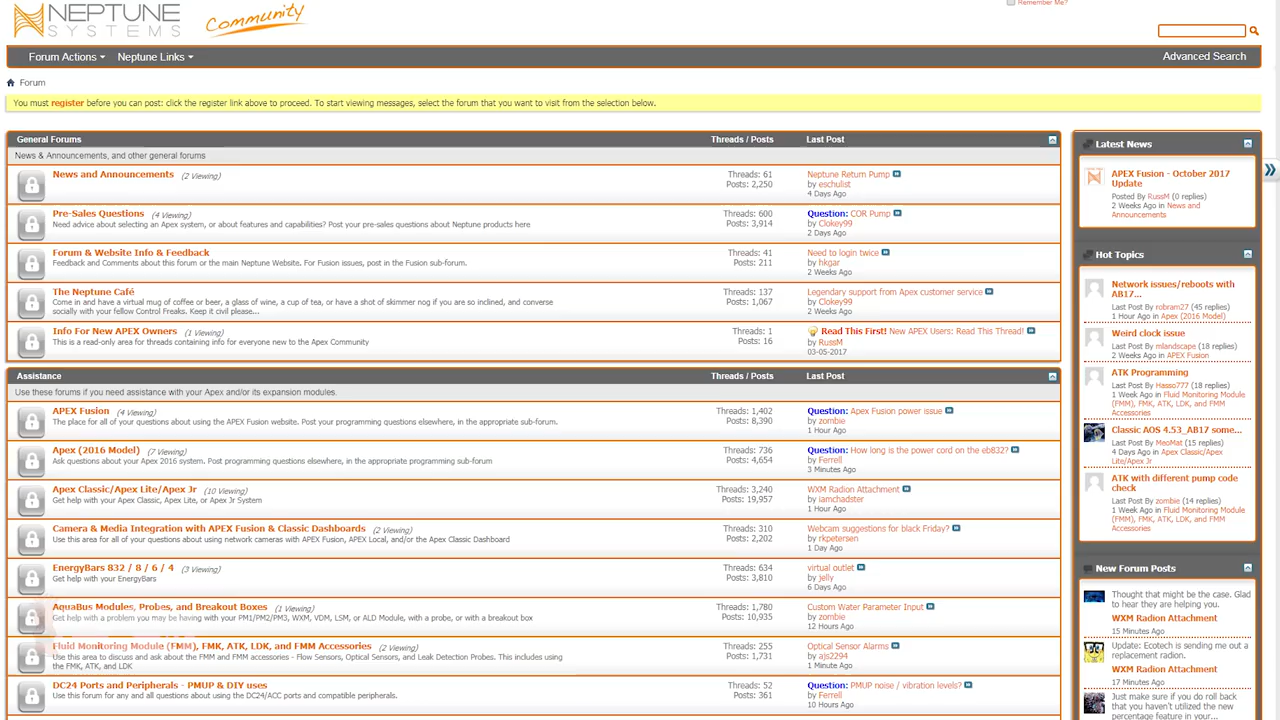 NEPTUNE
SYSTEMS
Community
Remember Me?
Forum Actions
Neptune Links
Advanced Search
Forum
You must register before you can post: click the register link above to proceed. To start viewing messages, select the forum that you want to visit from the selection below.
General Forums
Threads / Posts
Last Post
News & Announcements, and other general forums
News and Announcements (2 Viewing)
Threads: 61
Posts: 2,250
Neptune Return Pump
by eschulist
4 Days Ago
Pre-Sales Questions (4 Viewing)
Need advice about selecting an Apex system, or about features and capabilities? Post your pre-sales questions about Neptune products here
Threads: 600
Posts: 3,914
Question: COR Pump
by Clokey99
2 Days Ago
Forum & Website Info & Feedback
Feedback and Comments about this forum or the main Neptune Website. For Fusion issues, post in the Fusion sub-forum.
Threads: 41
Posts: 211
Need to login twice
by hkgar
2 Weeks Ago
The Neptune Café
Come in and have a virtual mug of coffee or beer, a glass of wine, a cup of tea, or have a shot of skimmer nog if you are so inclined, and converse
socially with your fellow Control Freaks. Keep it civil please...
Threads: 137
Posts: 1,067
Legendary support from Apex customer service
by Clokey99
2 Weeks Ago
Info For New APEX Owners (1 Viewing)
This is a read-only area for threads containing info for everyone new to the Apex Community
Threads: 1
Posts: 16
Read This First! New APEX Users: Read This Thread!
by RussM
03-05-2017
Assistance
Threads / Posts
Last Post
Use these forums if you need assistance with your Apex and/or its expansion modules.
APEX Fusion (4 Viewing)
The place for all of your questions about using the APEX Fusion website. Post your programming questions elsewhere, in the appropriate sub-forum.
Threads: 1,402
Posts: 8,390
Question: Apex Fusion power issue
by zombie
1 Hour Ago
Apex (2016 Model) (7 Viewing)
Ask questions about your Apex 2016 system. Post programming questions elsewhere, in the appropriate programming sub-forum
Threads: 736
Posts: 4,654
Question: How long is the power cord on the eb832?
by Ferrell
3 Minutes Ago
Apex Classic/Apex Lite/Apex Jr (10 Viewing)
Get help with your Apex Classic, Apex Lite, or Apex Jr System
Threads: 3,240
Posts: 19,957
WXM Radion Attachment
by iamchadster
1 Hour Ago
Camera & Media Integration with APEX Fusion & Classic Dashboards (2 Viewing)
Use this area for all of your questions about using network cameras with APEX Fusion, APEX Local, and/or the Apex Classic Dashboard
Threads: 310
Posts: 2,202
Webcam suggestions for black Friday?
by rkpetersen
1 Day Ago
EnergyBars 832 / 8 / 6 / 4 (3 Viewing)
Get help with your EnergyBars
Threads: 634
Posts: 3,810
virtual outlet
by jelly
6 Days Ago
AquaBus Modules, Probes, and Breakout Boxes (1 Viewing)
Get help with a problem you may be having with your PM1/PM2/PM3, WXM, VDM, LSM, or ALD Module, with a probe, or with a breakout box
Threads: 1,780
Posts: 10,935
Custom Water Parameter Input
by zombie
12 Hours Ago
Fluid Monitoring Module (FMM), FMK, ATK, LDK, and FMM Accessories (2 Viewing)
Use this area to discuss and ask about the FMM and FMM accessories - Flow Sensors, Optical Sensors, and Leak Detection Probes. This includes using
the FMK, ATK, and LDK
Threads: 255
Posts: 1,731
Optical Sensor Alarms
by ajs2294
1 Minute Ago
DC24 Ports and Peripherals - PMUP & DIY uses
Use this forum for any and all questions about using the DC24/ACC ports and compatible peripherals.
Threads: 52
Posts: 361
Question: PMUP noise / vibration levels?
by Ferrell
10 Hours Ago
Latest News
APEX Fusion - October 2017
Update
Posted By RussM (0 replies)
2 Weeks Ago in News and
Announcements
Hot Topics
Network issues/reboots with
AB17...
Last Post By robram27 (45 replies)
1 Hour Ago in Apex (2016 Model)
Weird clock issue
Last Post By mlandscape (18 replies)
2 Weeks Ago in APEX Fusion
ATK Programming
Last Post By Hasso777 (18 replies)
1 Week Ago in Fluid Monitoring Module
(FMM), FMK, ATK, LDK, and FMM
Accessories
Classic AOS 4.53_AB17 some...
Last Post By MeoMat (15 replies)
4 Days Ago in Apex Classic/Apex
Lite/Apex Jr
ATK with different pump code
check
Last Post By zombie (14 replies)
1 Week Ago in Fluid Monitoring Module
(FMM), FMK, ATK, LDK, and FMM
Accessories
New Forum Posts
Thought that might be the case. Glad
to hear they are helping you.
WXM Radion Attachment
15 Minutes Ago
Update: Ecotech is sending me out a
replacement radion.
WXM Radion Attachment
17 Minutes Ago
Just make sure if you do roll back
that you haven't utilized the new
percentage feature in your...